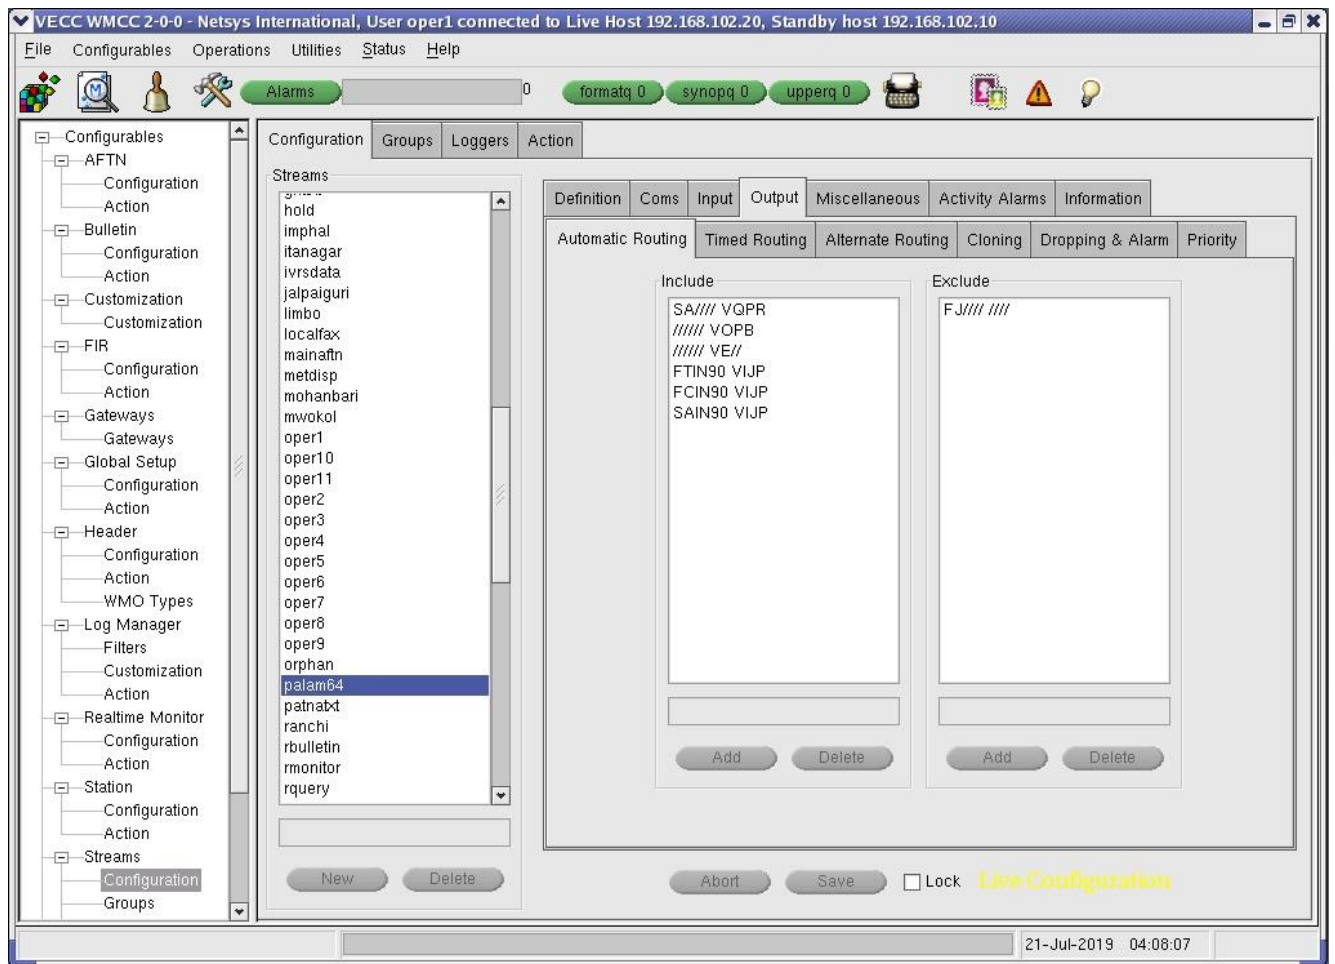 VECC WMCC 2-0-0 - Netsys International, User oper1 connected to Live Host 192.168.102.20, Standby host 192.168.102.10
File Configurables Operations Utilities Status Help
Alarms 0 formatq 0 synopq 0 upperq 0
Configurables
AFTN
Configuration
Action
Bulletin
Configuration
Action
Customization
Customization
FIR
Configuration
Action
Gateways
Gateways
Global Setup
Configuration
Action
Header
Configuration
Action
WMO Types
Log Manager
Filters
Customization
Action
Realtime Monitor
Configuration
Action
Station
Configuration
Action
Streams
Configuration
Groups
Configuration Groups Loggers Action
Streams
hold
imphal
itanagar
ivrsdata
jalpaiguri
limbo
localfax
mainaftn
metdisp
mohanbari
mwokol
oper1
oper10
oper11
oper2
oper3
oper4
oper5
oper6
oper7
oper8
oper9
orphan
palam64
patnatxt
ranchi
rbulletin
rmonitor
rquery
New Delete
Definition Coms Input Output Miscellaneous Activity Alarms Information
Automatic Routing Timed Routing Alternate Routing Cloning Dropping & Alarm Priority
Include
SA//// VQPR
////// VOPB
////// VE//
FTIN90 VIJP
FCIN90 VIJP
SAIN90 VIJP
Add Delete
Exclude
FJ//// ////
Add Delete
Abort Save Lock Live Configuration
21-Jul-2019 04:08:07